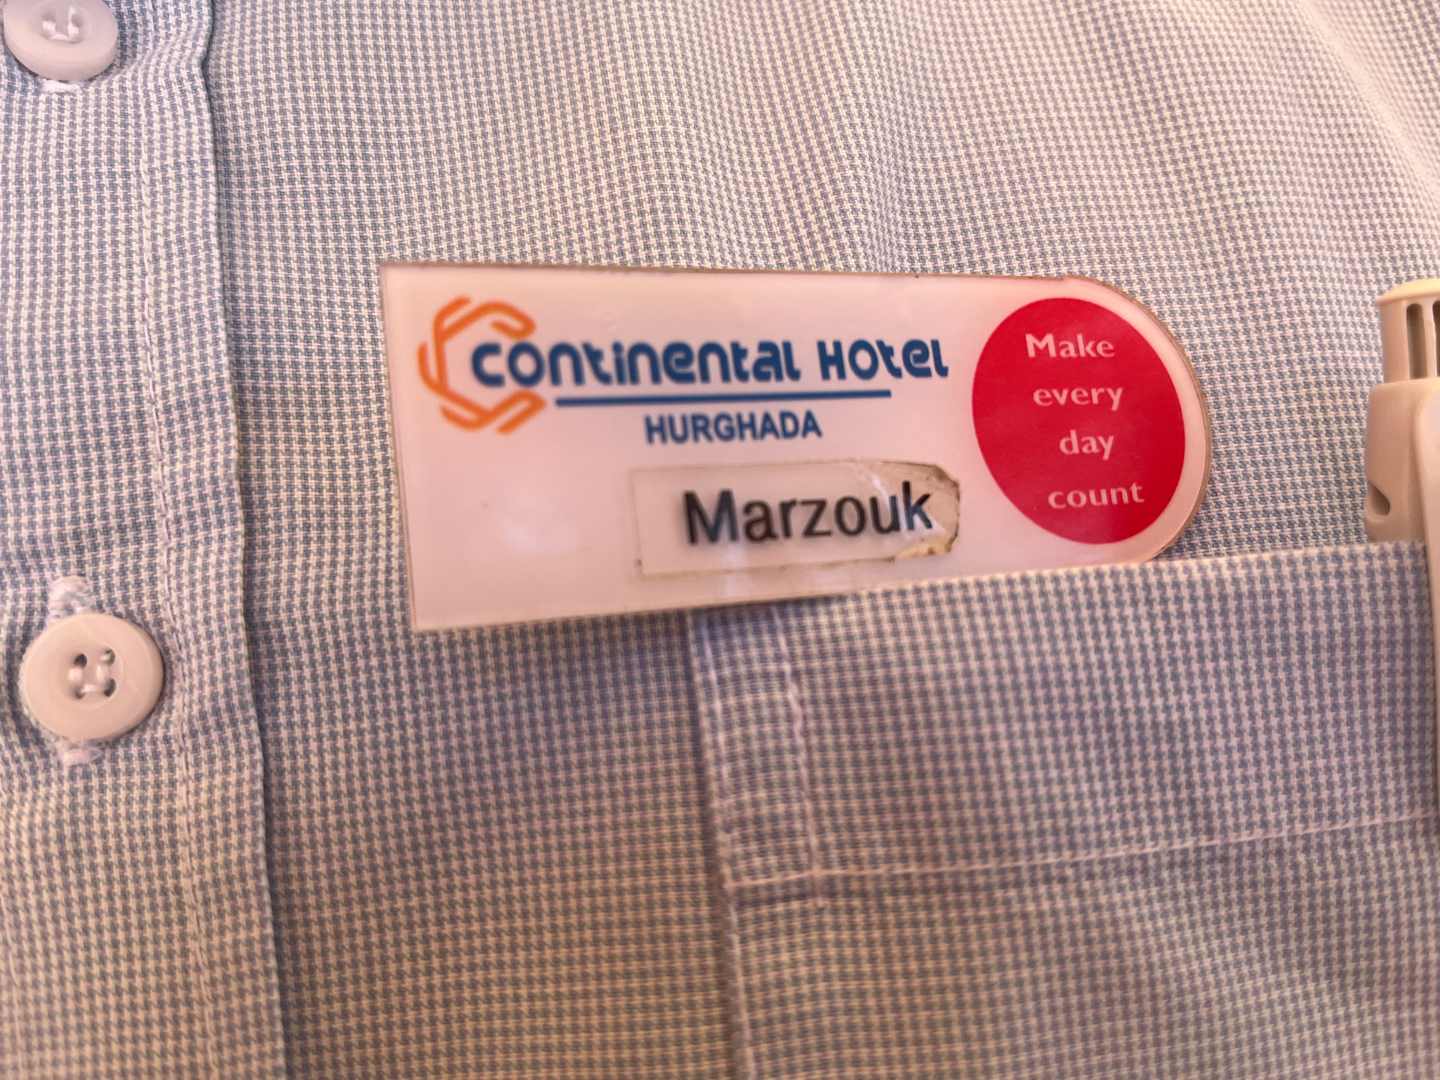 Continental Hotel
HURGHADA
Marzouk
Make
every
day
count